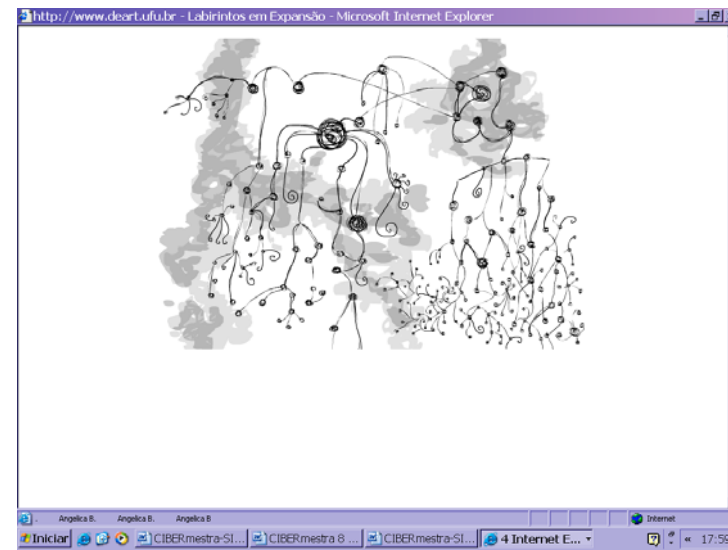 http://www.deart.ufu.br - Labirintos em Expansão - Microsoft Internet Explorer
. Angelica B. Angelica B. Angelica B Internet
Iniciar CIBERmestra-SI... CIBERmestra 8 ... CIBERmestra-SI... 4 Internet E... « 17:54